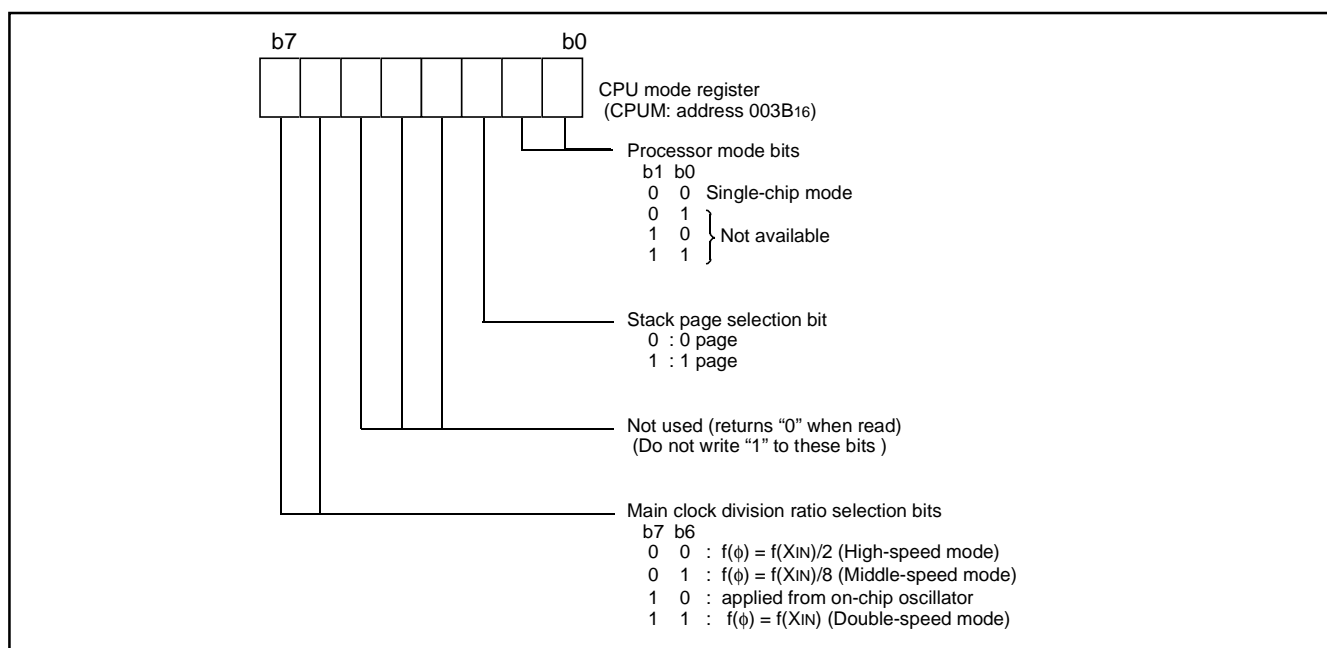 b7 b0
CPU mode register
(CPUM: address 003B16)
Processor mode bits
b1 b0
0 0 Single-chip mode
0 1
1 0 Not available
1 1
Stack page selection bit
0 : 0 page
1 : 1 page
Not used (returns “0” when read)
(Do not write “1” to these bits )
Main clock division ratio selection bits
b7 b6
0 0 : f(ϕ) = f(XIN)/2 (High-speed mode)
0 1 : f(ϕ) = f(XIN)/8 (Middle-speed mode)
1 0 : applied from on-chip oscillator
1 1 : f(ϕ) = f(XIN) (Double-speed mode)